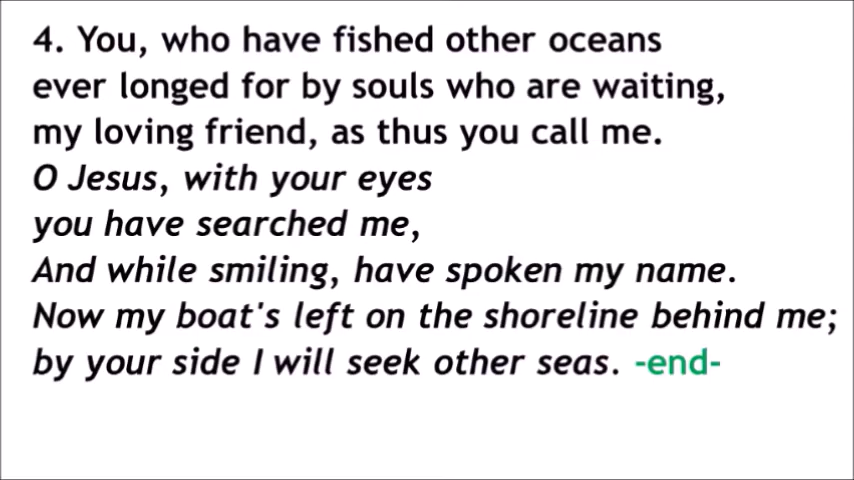 4. You, who have fished other oceans
ever longed for by souls who are waiting,
my loving friend, as thus you call me.
O Jesus, with your eyes
you have searched me,
And while smiling, have spoken my name.
Now my boat's left on the shoreline behind me;
by your side I will seek other seas. -end-